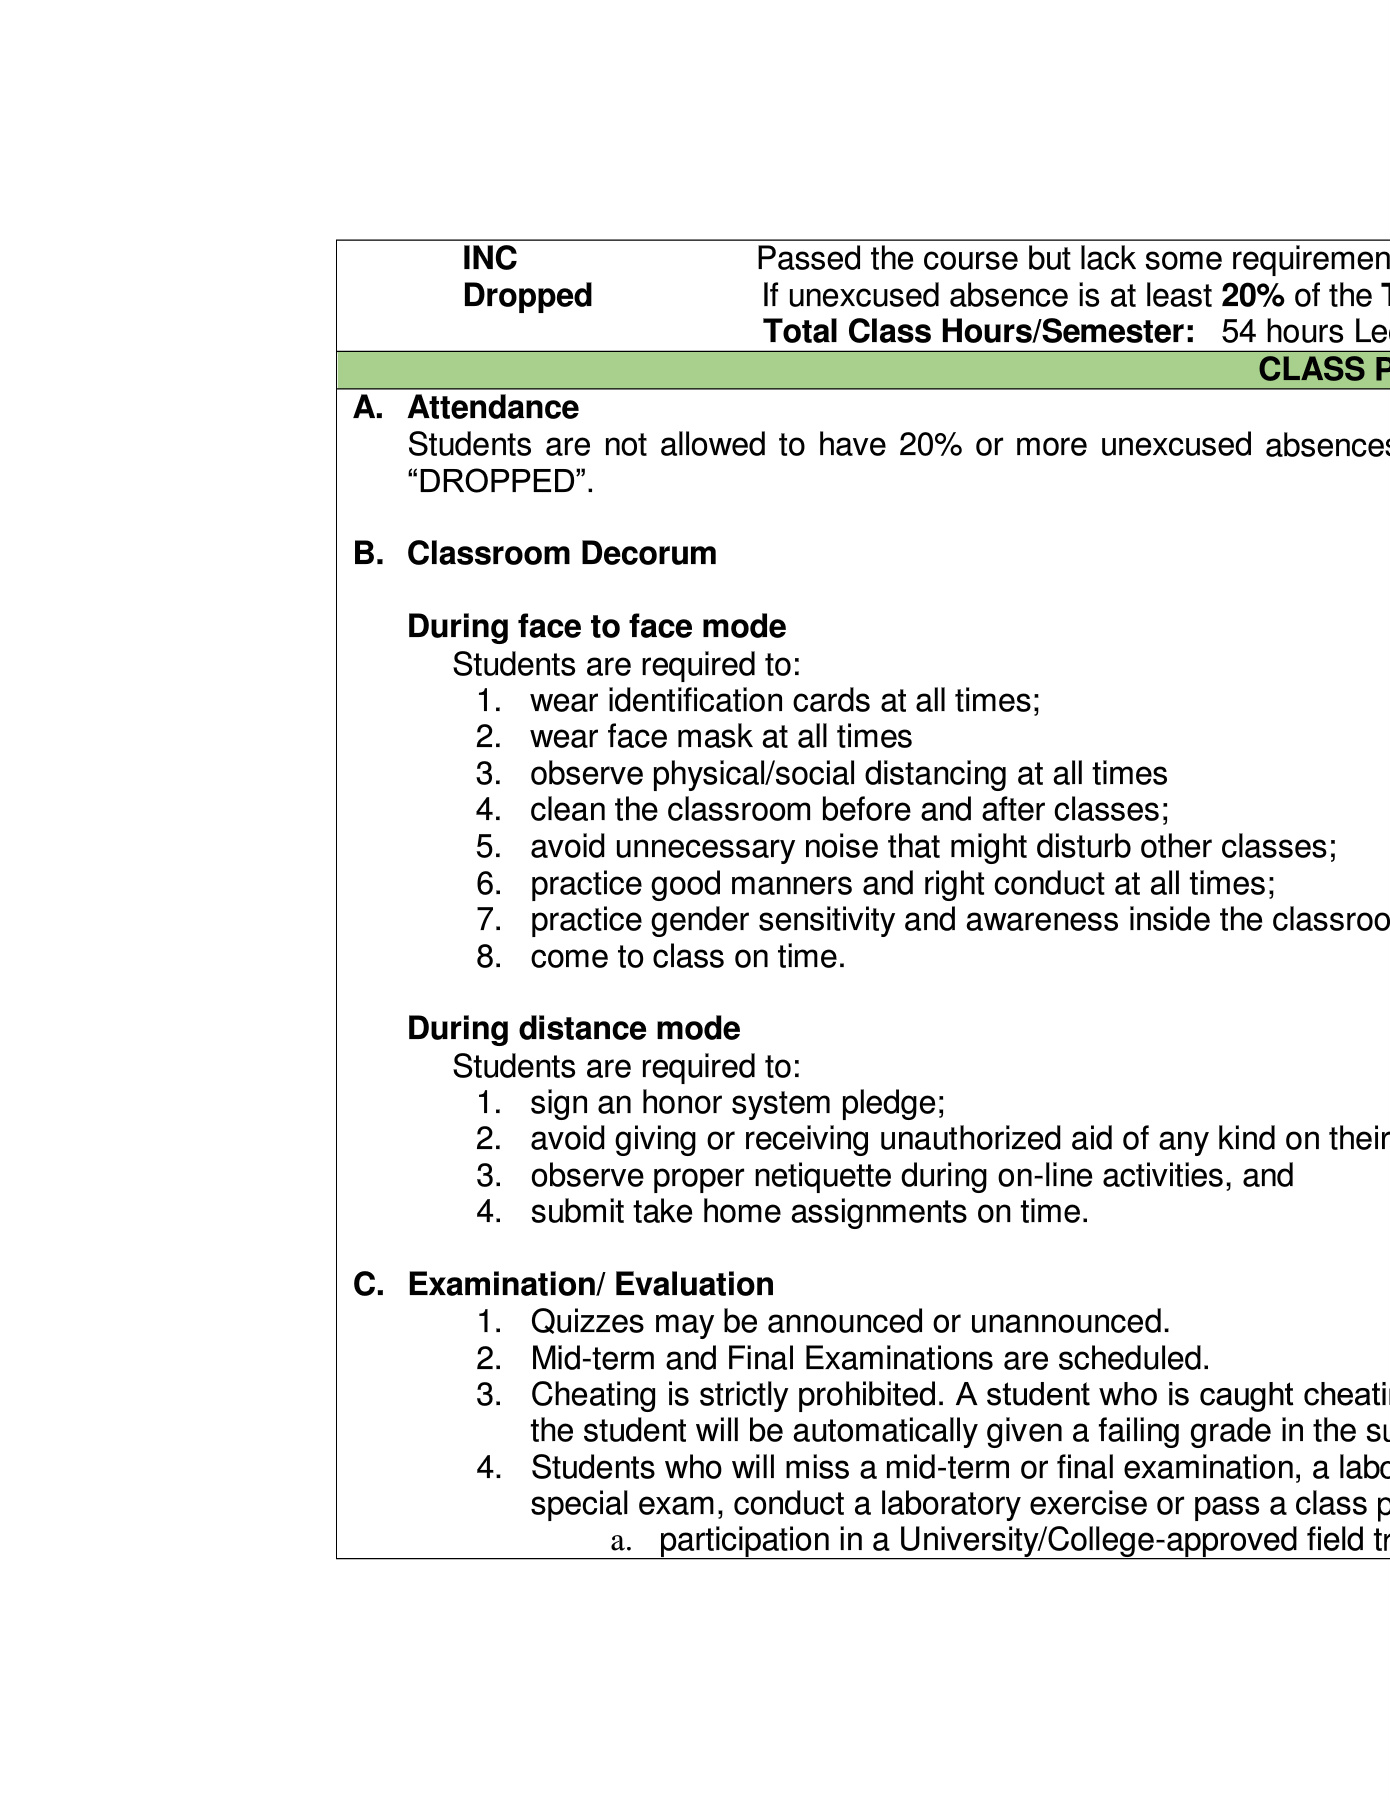 INC Passed the course but lack some
Dropped If unexcused absence is at least 20% of the
Total Class Hours/Semester: 54 hours
CLASS
A. Attendance
Students are not allowed to have 20% or more unexcused absences
“DROPPED”.
B. Classroom Decorum
During face to face mode
Students are required to:
1. wear identification cards at all times;
2. wear face mask at all times
3. observe physical/social distancing at all times
4. clean the classroom before and after classes;
5. avoid unnecessary noise that might disturb other classes;
6. practice good manners and right conduct at all times;
7. practice gender sensitivity and awareness inside the
8. come to class on time.
During distance mode
Students are required to:
1. sign an honor system pledge;
2. avoid giving or receiving unauthorized aid of any kind on their
3. observe proper netiquette during on-line activities, and
4. submit take home assignments on time.
C. Examination/ Evaluation
1. Quizzes may be announced or unannounced.
2. Mid-term and Final Examinations are scheduled.
3. Cheating is strictly prohibited. A student who is caught
the student will be automatically given a failing grade in the
4. Students who will miss a mid-term or final examination, a
special exam, conduct a laboratory exercise or pass a class
a. participation in a University/College-approved field